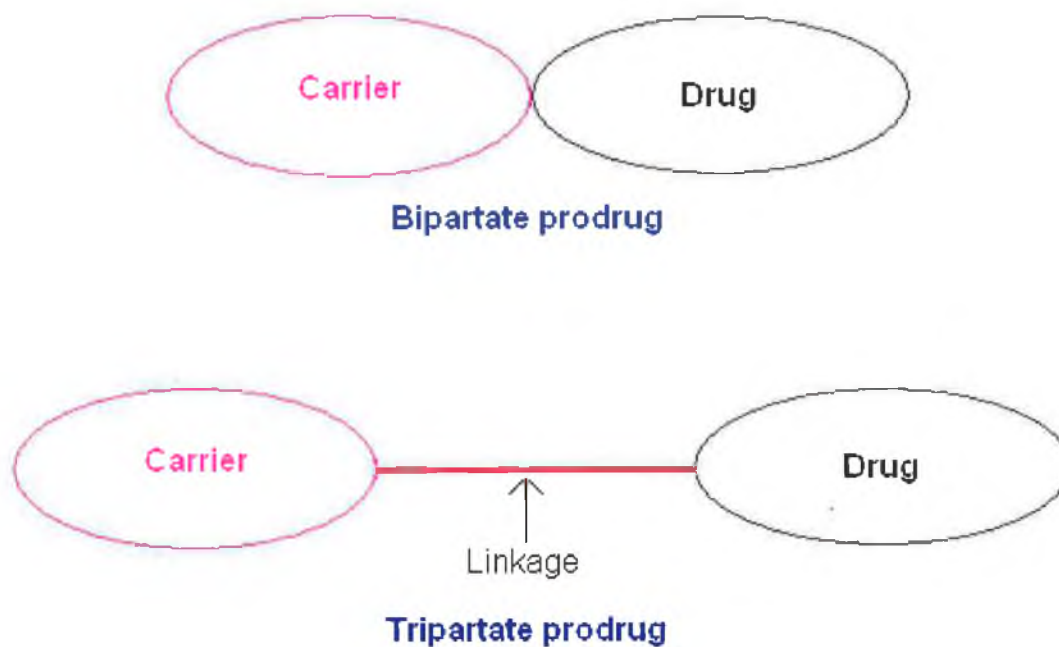 Carrier Drug
Bipartate prodrug
Carrier Drug
Linkage
Tripartate prodrug